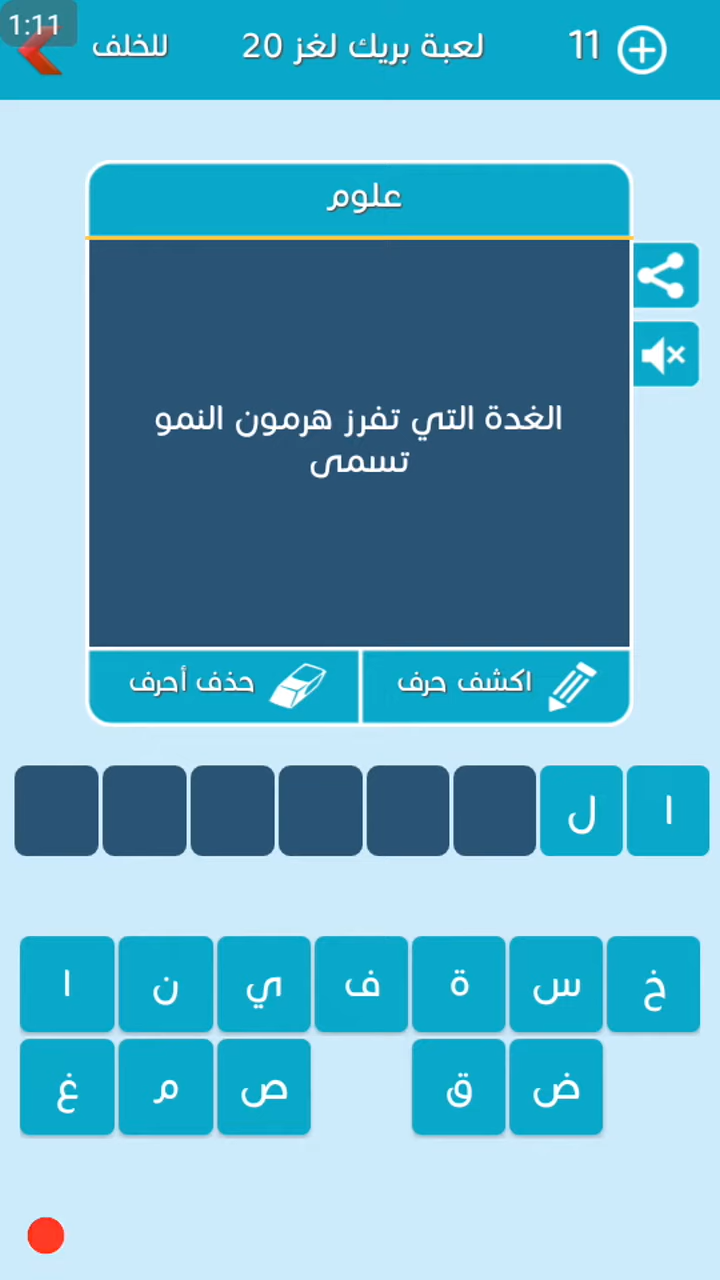 1:11
11 لعبة بريك لغز 20 للخلف
علوم
الغدة التي تفرز هرمون النمو
تسمى
اكشف حرف حذف أحرف
ا ل
خ س ة ف ي ن ا
ض ق ص م غ